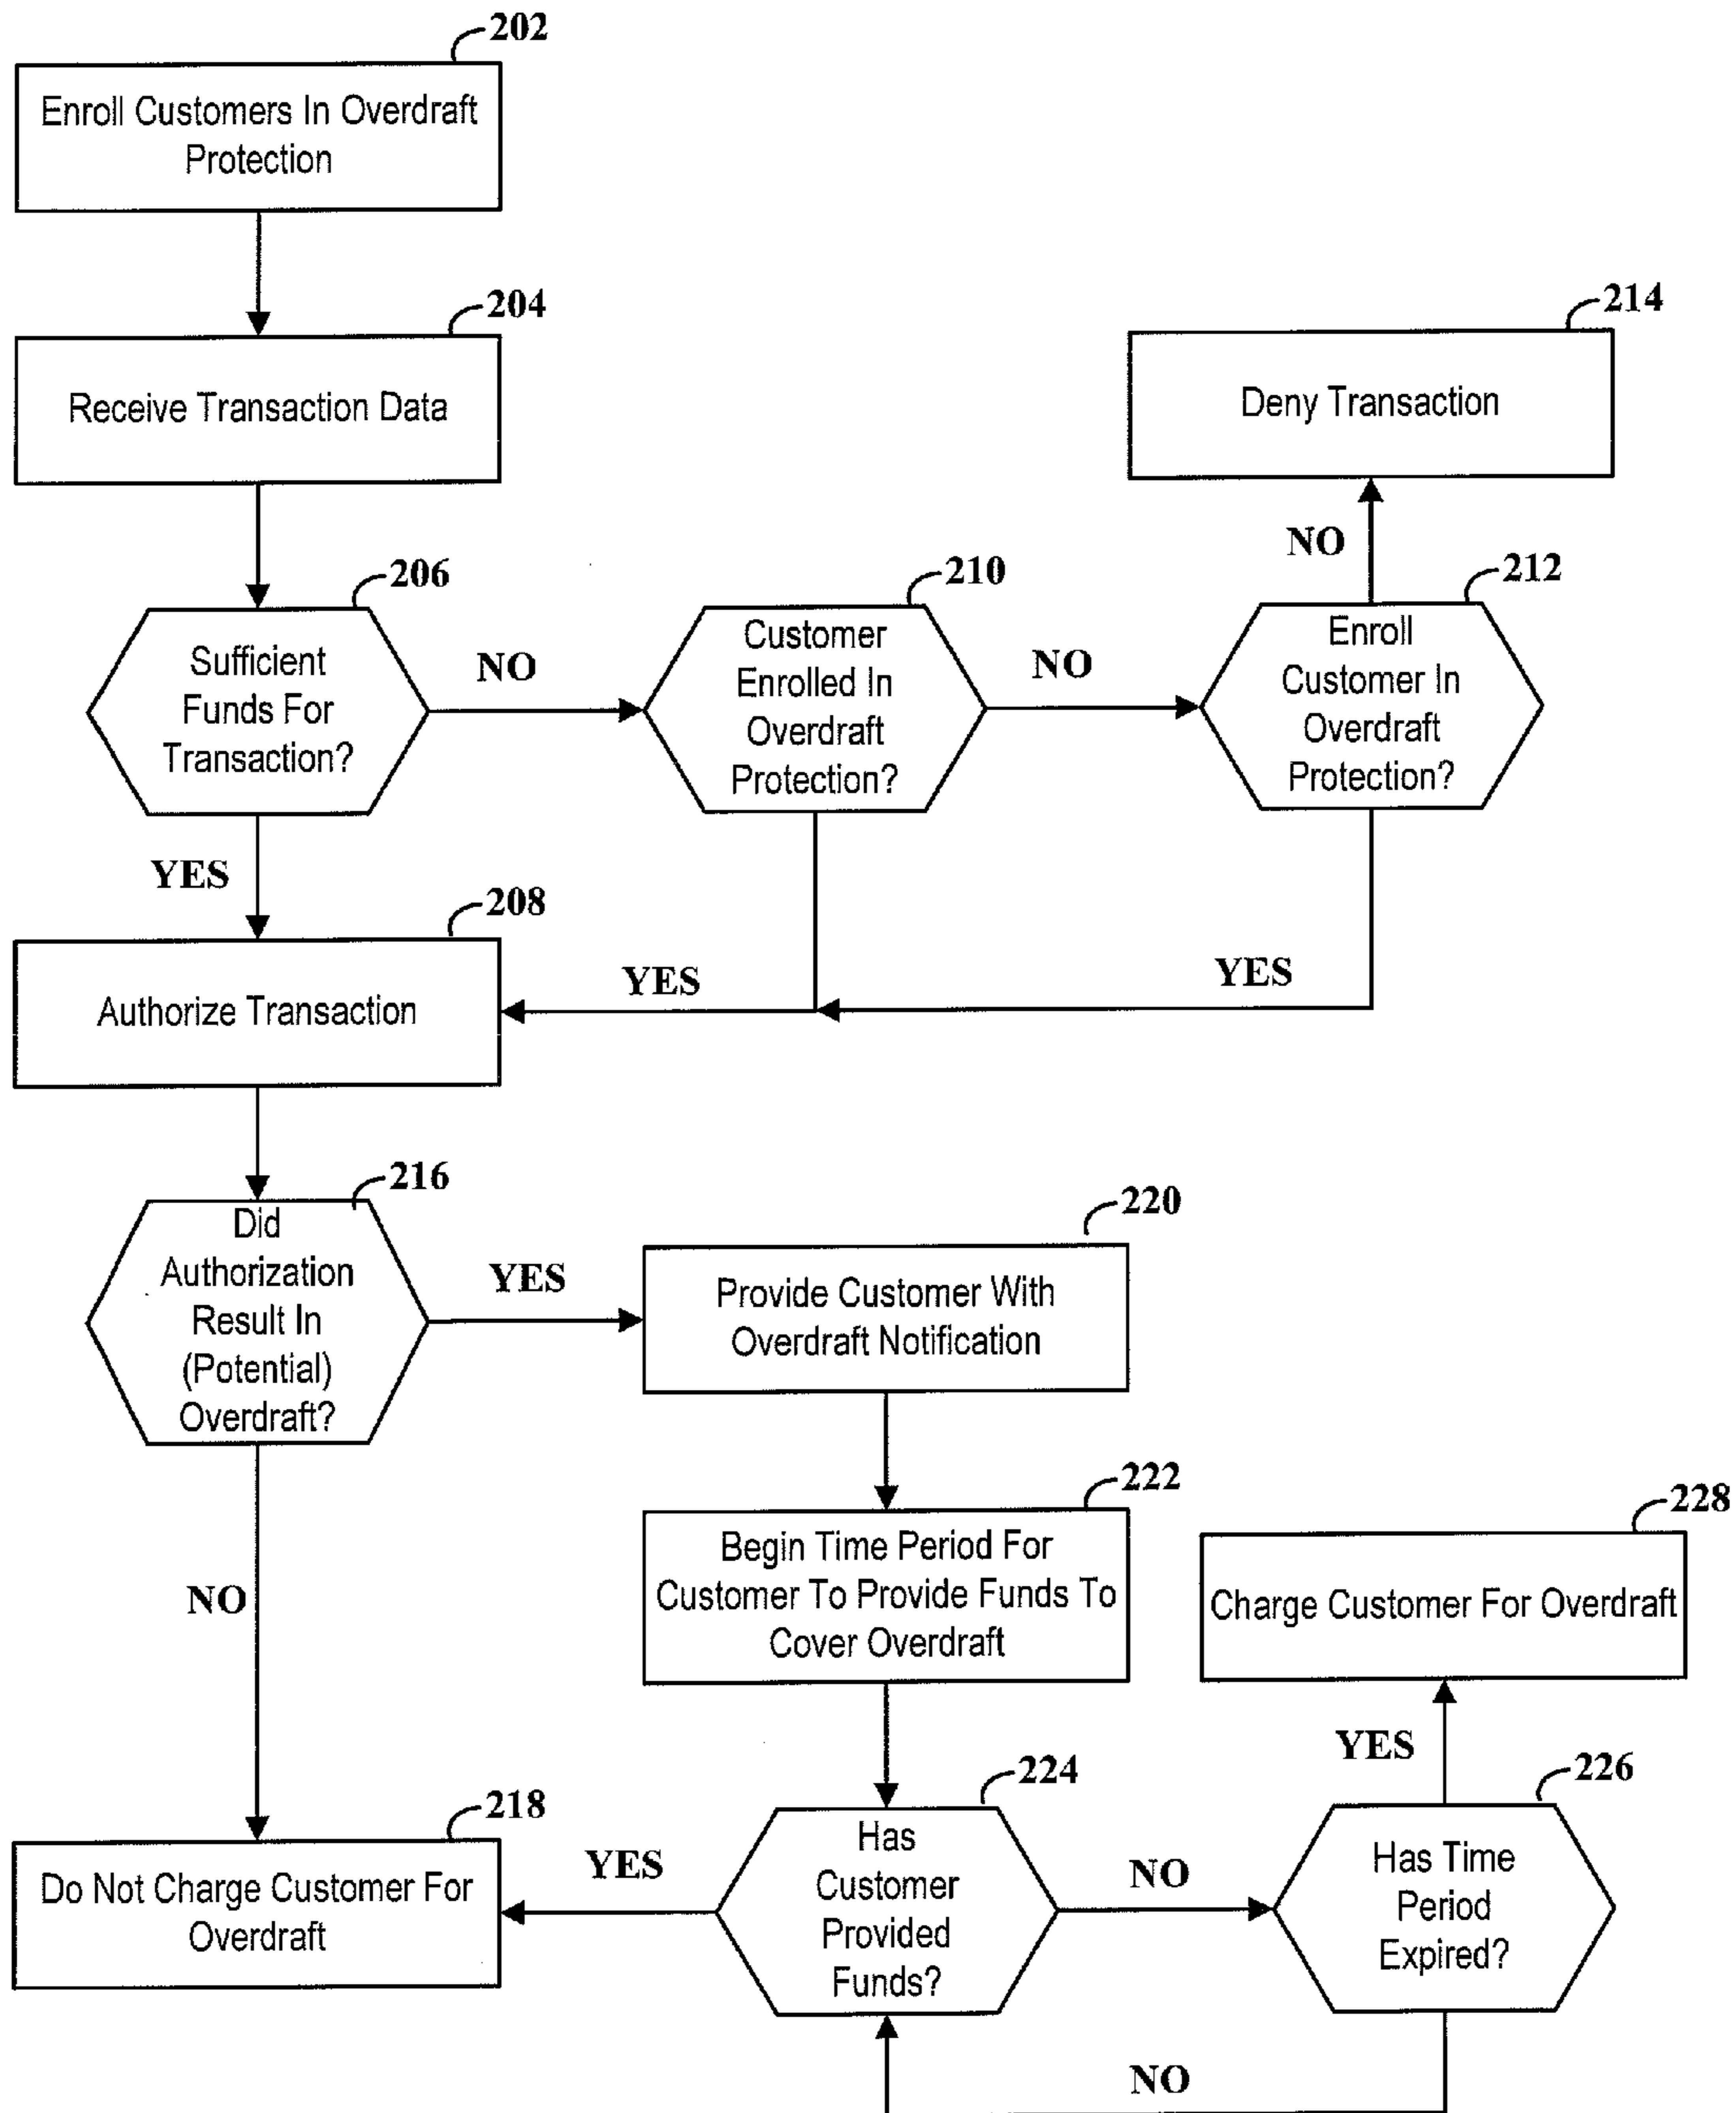 202
Enroll Customers In Overdraft
Protection
204
Receive Transaction Data
214
Deny Transaction
NO
206
Sufficient
Funds For
Transaction?
NO
210
Customer
Enrolled In
Overdraft
Protection?
NO
212
Enroll
Customer In
Overdraft
Protection?
YES
208
Authorize Transaction
YES
YES
216
Did
Authorization
Result In
(Potential)
Overdraft?
YES
220
Provide Customer With
Overdraft Notification
222
Begin Time Period For
Customer To Provide Funds To
Cover Overdraft
228
Charge Customer For Overdraft
NO
YES
218
Do Not Charge Customer For
Overdraft
YES
224
Has
Customer
Provided
Funds?
NO
226
Has Time
Period
Expired?
NO